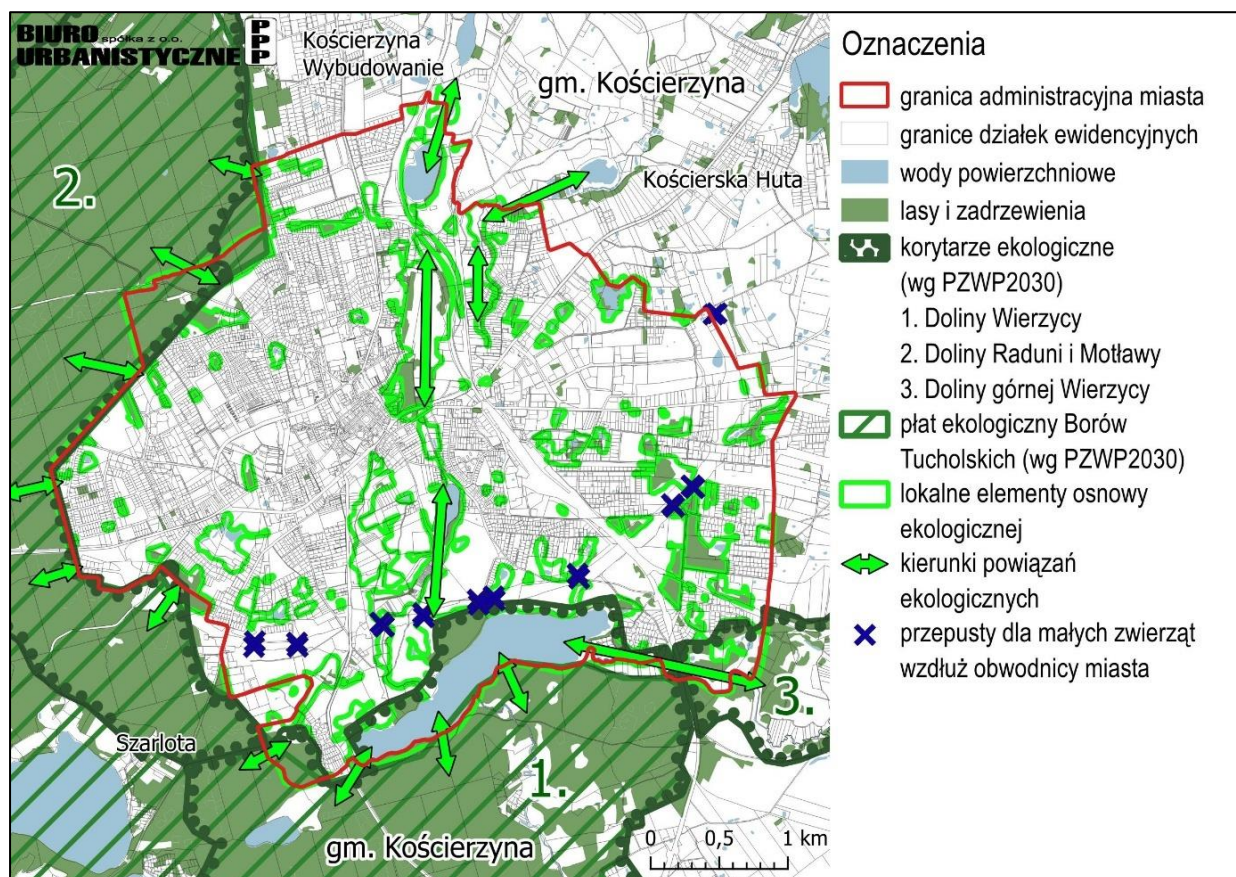 BIURO spółka z o.o.
URBANISTYCZNE
P
P
P
Kościerzyna
Wybudowanie
gm. Kościerzyna
2.
Kościerska Huta
Szarlota
3.
1.
gm. Kościerzyna
0 0,5 1 km
Oznaczenia
granica administracyjna miasta
granice działek ewidencyjnych
wody powierzchniowe
lasy i zadrzewienia
korytarze ekologiczne
(wg PZWP2030)
1. Doliny Wierzycy
2. Doliny Raduni i Motławy
3. Doliny górnej Wierzycy
płat ekologiczny Borów
Tucholskich (wg PZWP2030)
lokalne elementy osnowy
ekologicznej
kierunki powiązań
ekologicznych
przepusty dla małych zwierząt
wzdłuż obwodnicy miasta